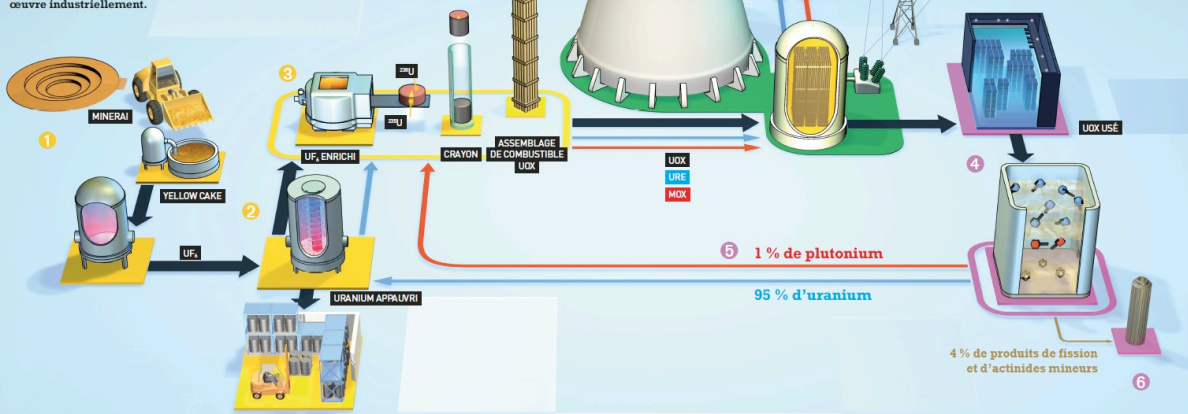 œuvre industriellement.
1
MINERAI
YELLOW CAKE
UF₆
2
URANIUM APPAUVRI
3
UF₆ ENRICHI
²³⁸U
²³⁵U
CRAYON
ASSEMBLAGE
DE COMBUSTIBLE
UOX
UOX
URE
MOX
UOX USÉ
4
5
1 % de plutonium
95 % d’uranium
4 % de produits de fission
et d’actinides mineurs
6